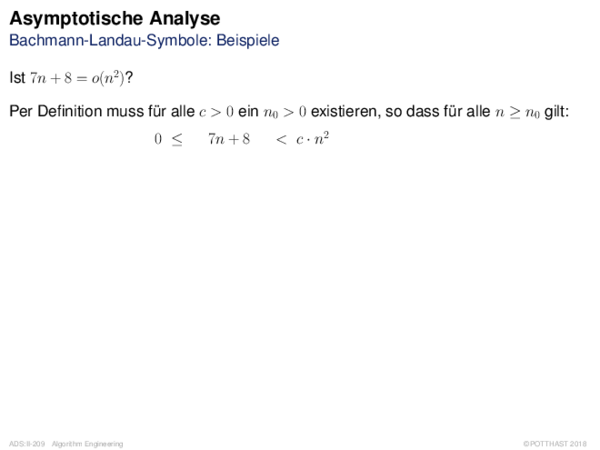 Asymptotische Analyse
Bachmann-Landau-Symbole: Beispiele
Ist 7n + 8 = o(n²)?
Per Definition muss für alle c > 0 ein n₀ > 0 existieren, so dass für alle n ≥ n₀ gilt:
0 ≤ 7n + 8 < c · n²
ADS:II-209 Algorithm Engineering © POTTHAST 2018